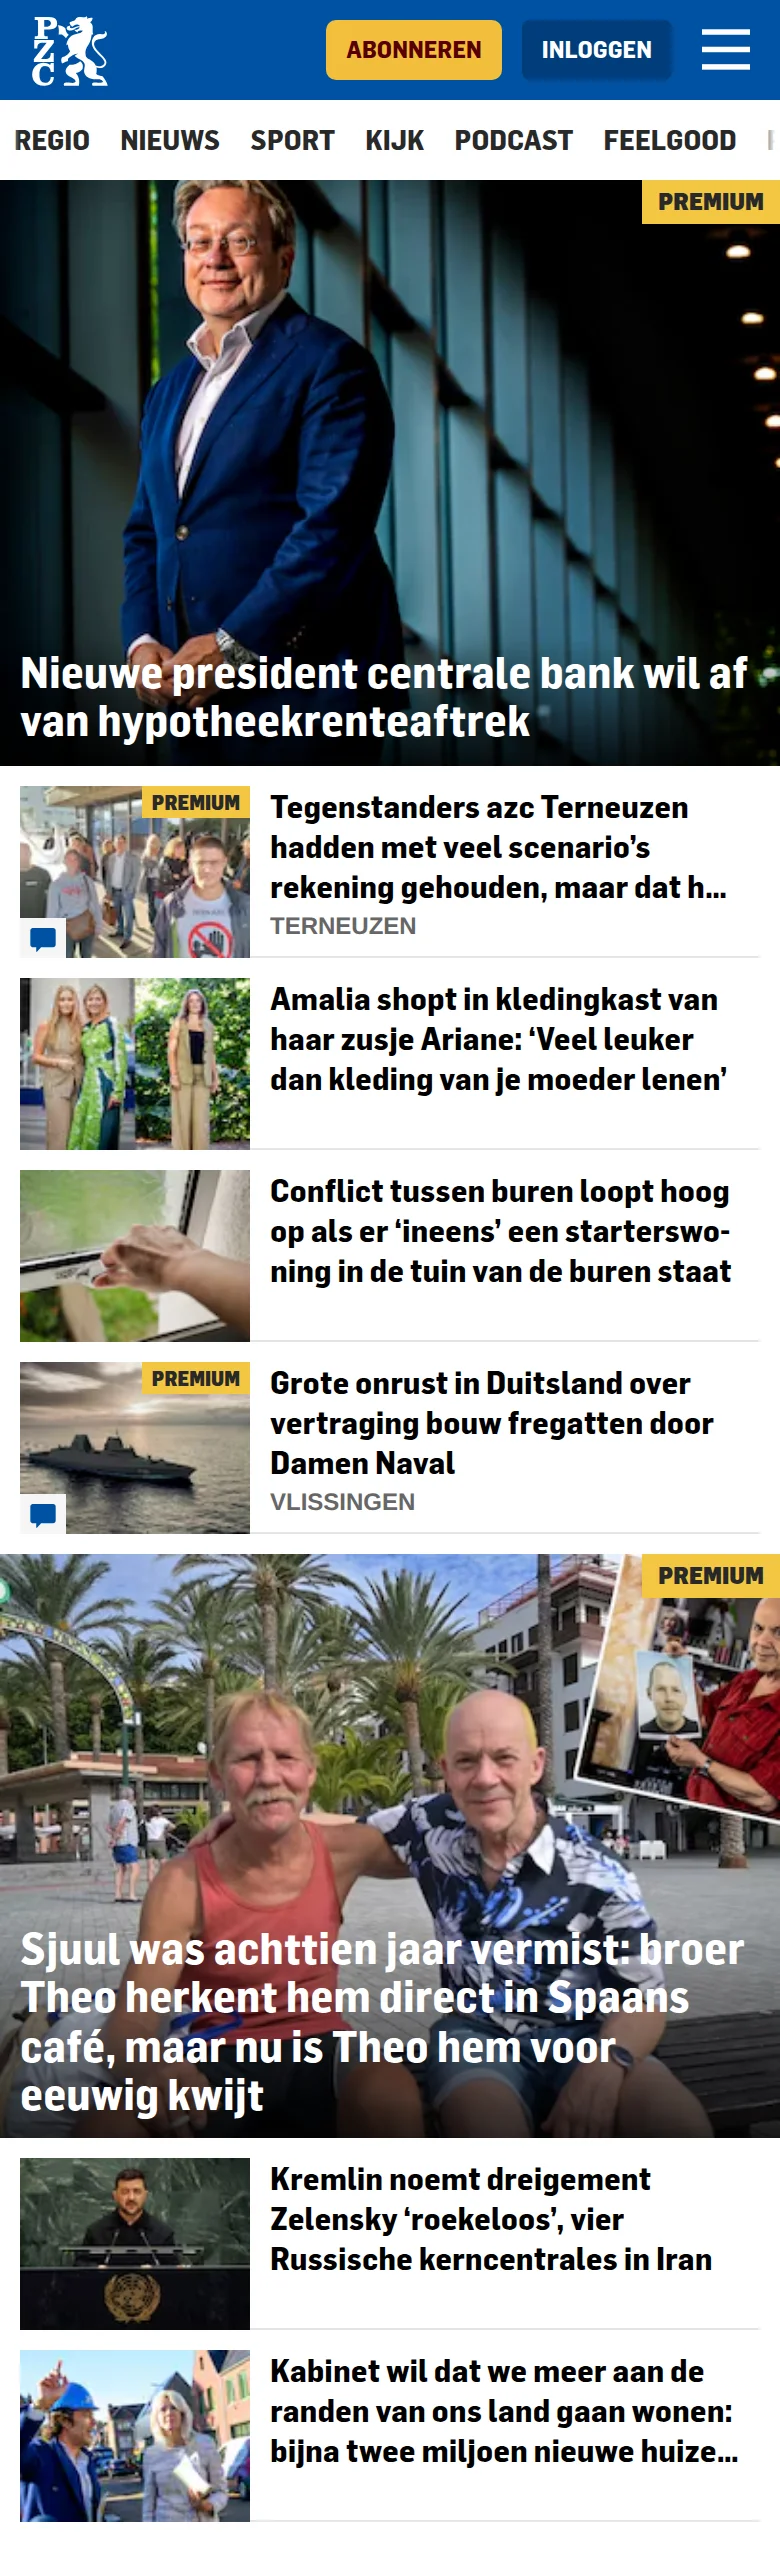 PZC
ABONNEREN
INLOGGEN
REGIO NIEUWS SPORT KIJK PODCAST FEELGOOD
PREMIUM
Nieuwe president centrale bank wil af
van hypotheekrenteaftrek
PREMIUM
Tegenstanders azc Terneuzen
hadden met veel scenario’s
rekening gehouden, maar dat h...
TERNEUZEN
Amalia shopt in kledingkast van
haar zusje Ariane: ‘Veel leuker
dan kleding van je moeder lenen’
Conflict tussen buren loopt hoog
op als er ‘ineens’ een starterswo-
ning in de tuin van de buren staat
PREMIUM
Grote onrust in Duitsland over
vertraging bouw fregatten door
Damen Naval
VLISSINGEN
PREMIUM
Sjuul was achttien jaar vermist: broer
Theo herkent hem direct in Spaans
café, maar nu is Theo hem voor
eeuwig kwijt
Kremlin noemt dreigement
Zelensky ‘roekeloos’, vier
Russische kerncentrales in Iran
Kabinet wil dat we meer aan de
randen van ons land gaan wonen:
bijna twee miljoen nieuwe huize...